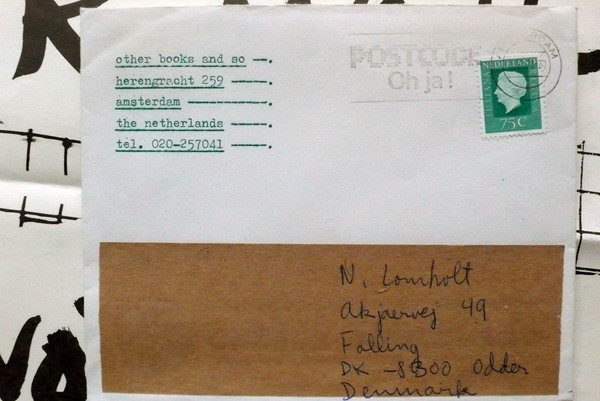 other books and so —.
herengracht 259 ———.
amsterdam ————.
the netherlands ——.
tel. 020-257041 ——.
POSTCODE
Oh ja!
NEDERLAND
75c
N. Lomholt
Akjaervej 49
Falling
DK -8300 Odder
Denmark